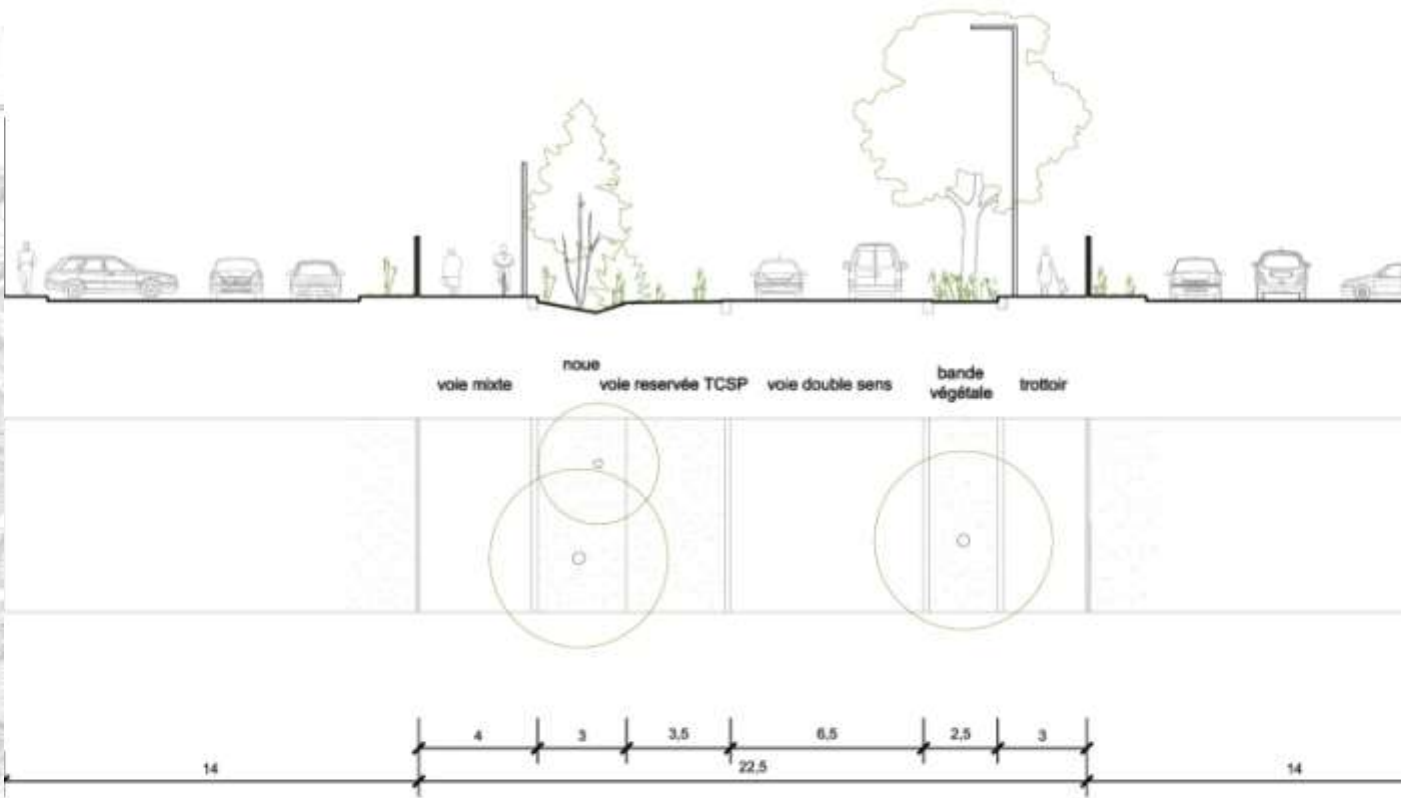 noue
voie mixte
voie reservée TCSP
voie double sens
bande
végétale
trottoir
4
3
3,5
6,5
2,5
3
14
22,5
14